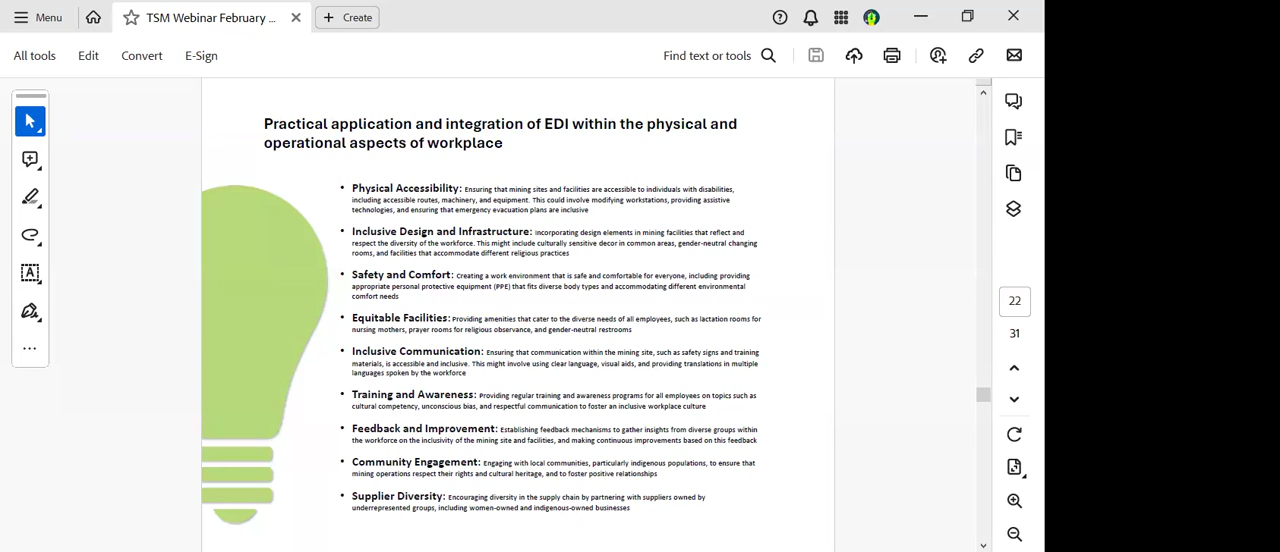 Menu
TSM Webinar February ...
Create
All tools
Edit
Convert
E-Sign
Find text or tools
Practical application and integration of EDI within the physical and
operational aspects of workplace
• Physical Accessibility: Ensuring that mining sites and facilities are accessible to individuals with disabilities,
including accessible routes, machinery, and equipment. This could involve modifying workstations, providing assistive
technologies, and ensuring that emergency evacuation plans are inclusive
• Inclusive Design and Infrastructure: Incorporating design elements in mining facilities that reflect and
respect the diversity of the workforce. This might include culturally sensitive decor in common areas, gender-neutral changing
rooms, and facilities that accommodate different religious practices
• Safety and Comfort: Creating a work environment that is safe and comfortable for everyone, including providing
appropriate personal protective equipment (PPE) that fits diverse body types and accommodating different environmental
comfort needs
• Equitable Facilities: Providing amenities that cater to the diverse needs of all employees, such as lactation rooms for
nursing mothers, prayer rooms for religious observance, and gender-neutral restrooms
• Inclusive Communication: Ensuring that communication within the mining site, such as safety signs and training
materials, is accessible and inclusive. This might involve using clear language, visual aids, and providing translations in multiple
languages spoken by the workforce
• Training and Awareness: Providing regular training and awareness programs for all employees on topics such as
cultural competency, unconscious bias, and respectful communication to foster an inclusive workplace culture
• Feedback and Improvement: Establishing feedback mechanisms to gather insights from diverse groups within
the workforce on the inclusivity of the mining site and facilities, and making continuous improvements based on this feedback
• Community Engagement: Engaging with local communities, particularly indigenous populations, to ensure that
mining operations respect their rights and cultural heritage, and to foster positive relationships
• Supplier Diversity: Encouraging diversity in the supply chain by partnering with suppliers owned by
underrepresented groups, including women-owned and indigenous-owned businesses
22
31